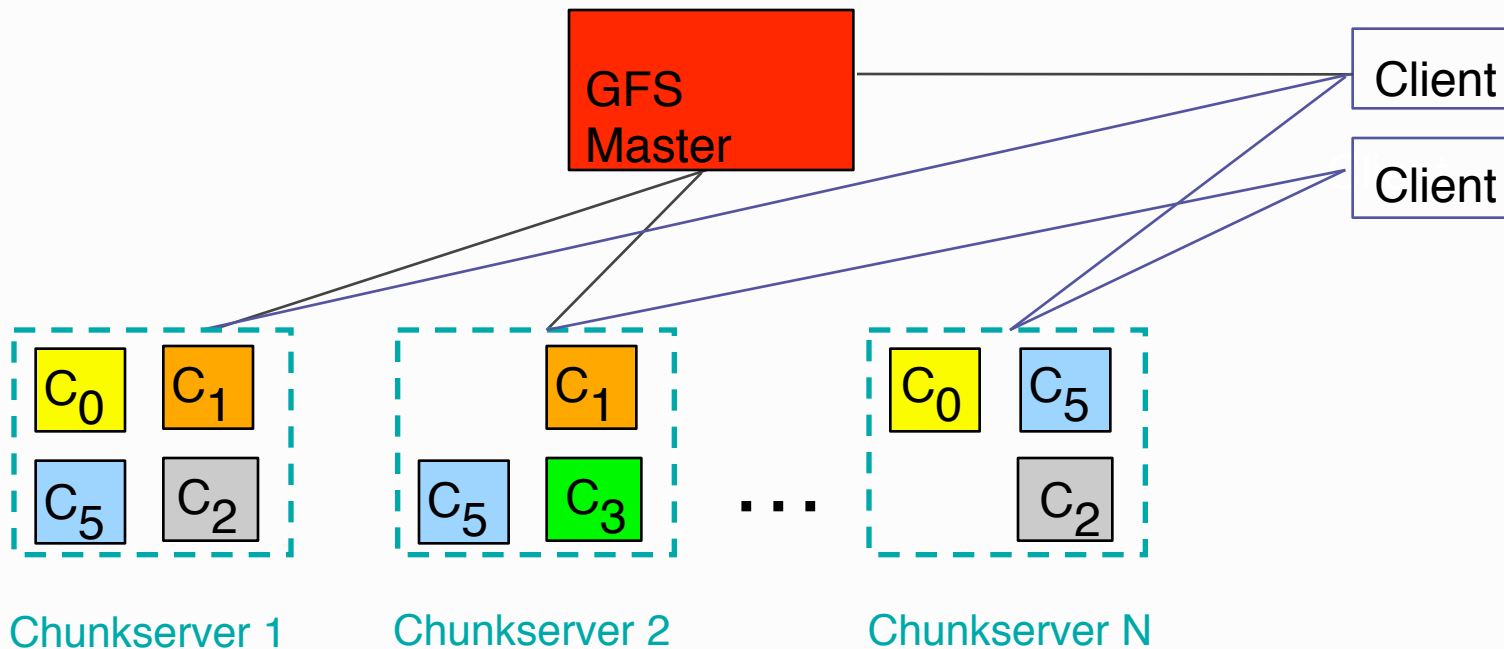 GFS
Master
Client
Client
C0 C1
C5 C2
C1
C5 C3
...
C0 C5
C2
Chunkserver 1
Chunkserver 2
Chunkserver N